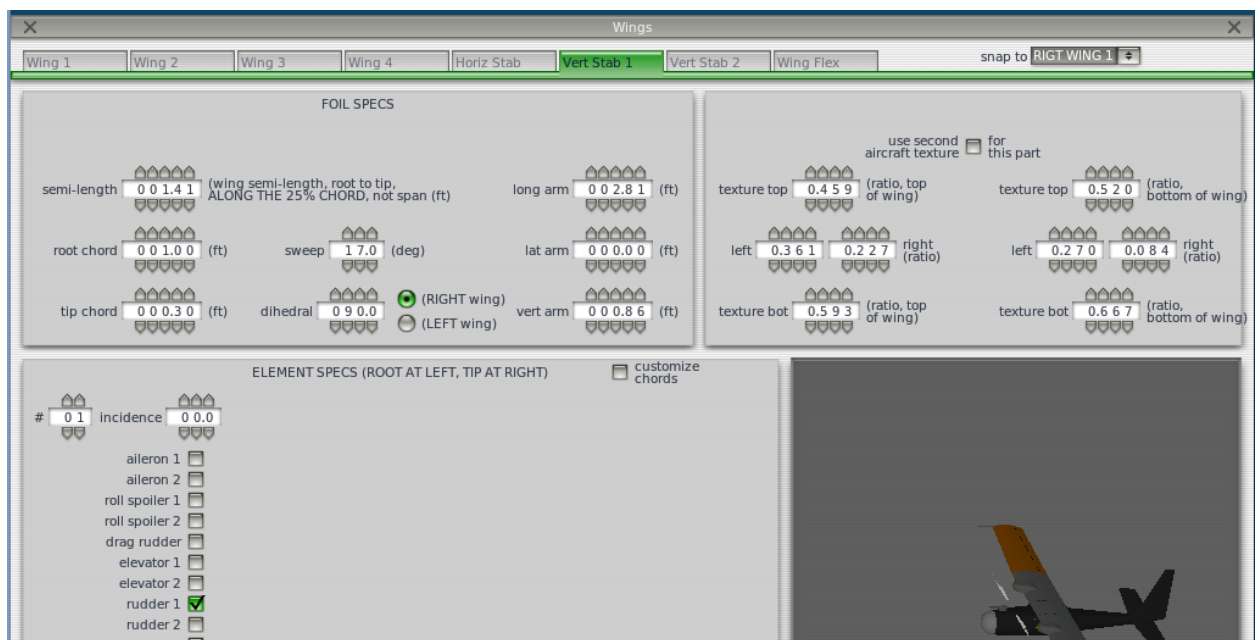 Wings
Wing 1 Wing 2 Wing 3 Wing 4 Horiz Stab Vert Stab 1 Vert Stab 2 Wing Flex snap to RIGT WING 1
FOIL SPECS
semi-length 0 0 1.4 1 (wing semi-length, root to tip,
ALONG THE 25% CHORD, not span (ft)
long arm 0 0 2.8 1 (ft)
root chord 0 0 1.0 0 (ft) sweep 1 7.0 (deg) lat arm 0 0 0.0 0 (ft)
tip chord 0 0 0.3 0 (ft) dihedral 0 9 0.0 (RIGHT wing)
(LEFT wing)
vert arm 0 0 0.8 6 (ft)
use second
aircraft texture
for
this part
texture top 0.4 5 9 (ratio, top
of wing)
texture top 0.5 2 0 (ratio,
bottom of wing)
left 0.3 6 1 0.2 2 7 right
(ratio)
left 0.2 7 0 0.0 8 4 right
(ratio)
texture bot 0.5 9 3 (ratio, top
of wing)
texture bot 0.6 6 7 (ratio,
bottom of wing)
ELEMENT SPECS (ROOT AT LEFT, TIP AT RIGHT)
customize
chords
# 0 1 incidence 0 0.0
aileron 1
aileron 2
roll spoiler 1
roll spoiler 2
drag rudder
elevator 1
elevator 2
rudder 1
rudder 2